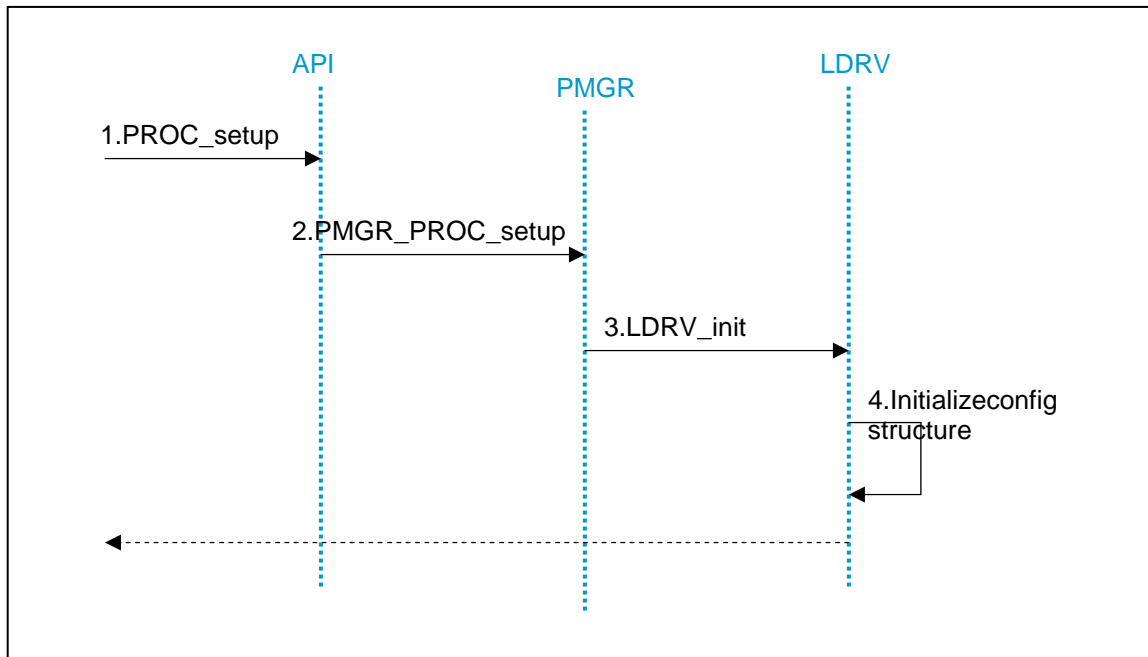 API
LDRV
PMGR
1.PROC_setup
2.PMGR_PROC_setup
3.LDRV_init
4.Initializeconfig
structure